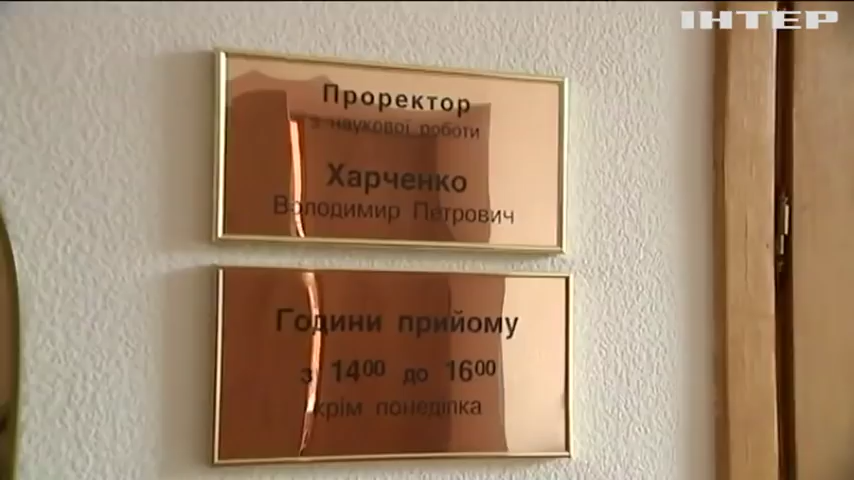 ІНТЕР
Проректор
з наукової роботи
Харченко
Володимир Петрович
Години прийому
з 14⁰⁰ до 16⁰⁰
крім понеділка